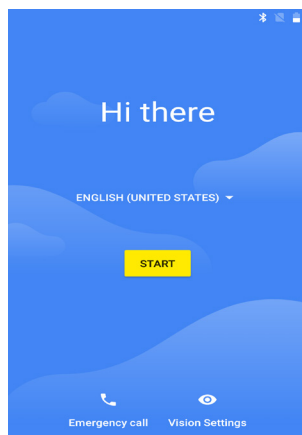 Hi there
ENGLISH (UNITED STATES)
START
Emergency call Vision Settings